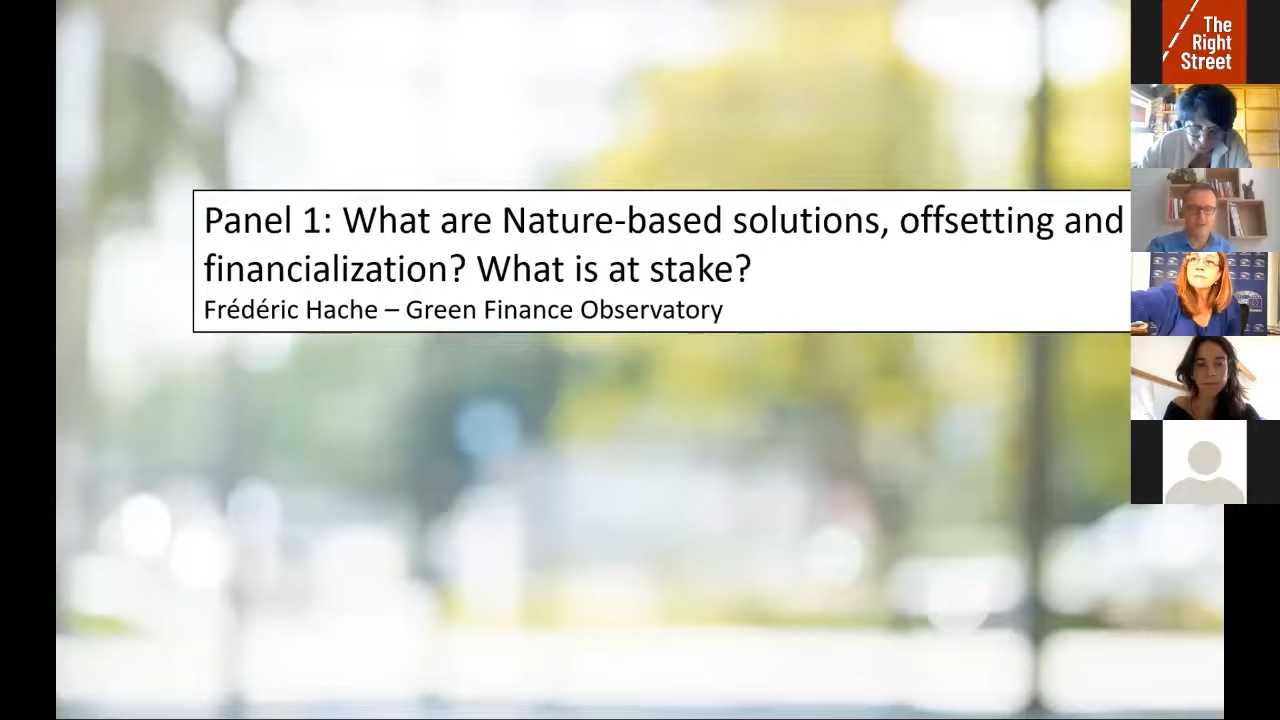 Panel 1: What are Nature-based solutions, offsetting and
financialization? What is at stake?
Frédéric Hache – Green Finance Observatory
The
Right
Street